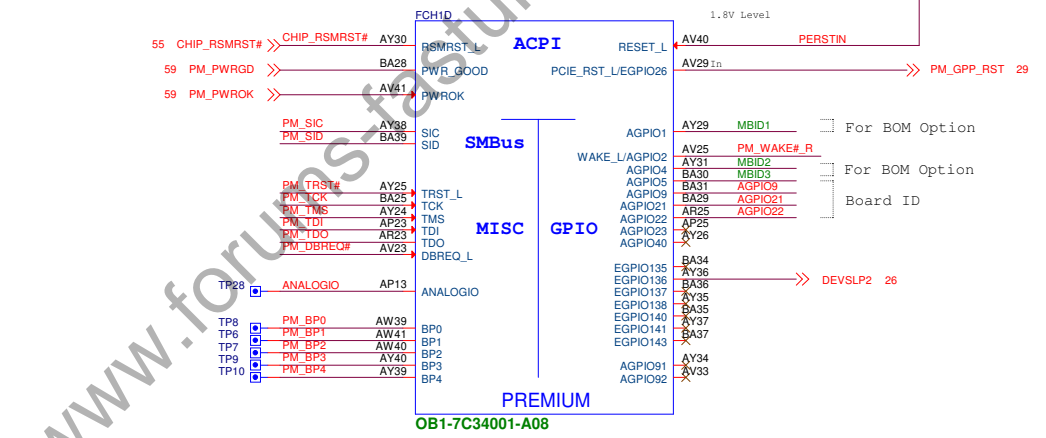 FCH1D
1.8V Level
ACPI
55 CHIP_RSMRST# CHIP_RSMRST# AY30 RSMRST_L RESET_L AV40 PERSTIN
59 PM_PWRGD BA28 PWR_GOOD PCIE_RST_L/EGPIO26 AV29 In PM_GPP_RST 29
59 PM_PWROK AV41 PWROK
PM_SIC AY38 SIC AGPIO1 AY29 MBID1 For BOM Option
PM_SID BA39 SID
SMBus
WAKE_L/AGPIO2 AV25 PM_WAKE#_R
AGPIO4 AY31 MBID2 For BOM Option
AGPIO5 BA30 MBID3
PM_TRST# AY25 TRST_L AGPIO9 BA31 AGPIO9
PM_TCK BA25 TCK AGPIO21 BA29 AGPIO21 Board ID
PM_TMS AY24 TMS AGPIO22 AR25 AGPIO22
PM_TDI AP23 TDI AGPIO23 AP25
PM_TDO AR23 TDO AGPIO40 AY26
MISC GPIO
PM_DBREQ# AV23 DBREQ_L
EGPIO135 BA34
EGPIO136 AY36 DEVSLP2 26
TP28 ANALOGIO AP13 ANALOGIO EGPIO137 BA36
EGPIO138 AY35
EGPIO140 BA35
TP8 PM_BP0 AW39 BP0 EGPIO141 AY37
TP6 PM_BP1 AW41 BP1 EGPIO143 BA37
TP7 PM_BP2 AW40 BP2
TP9 PM_BP3 AY40 BP3 AGPIO91 AY34
TP10 PM_BP4 AY39 BP4 AGPIO92 AV33
PREMIUM
OB1-7C34001-A08
www.forums-fast